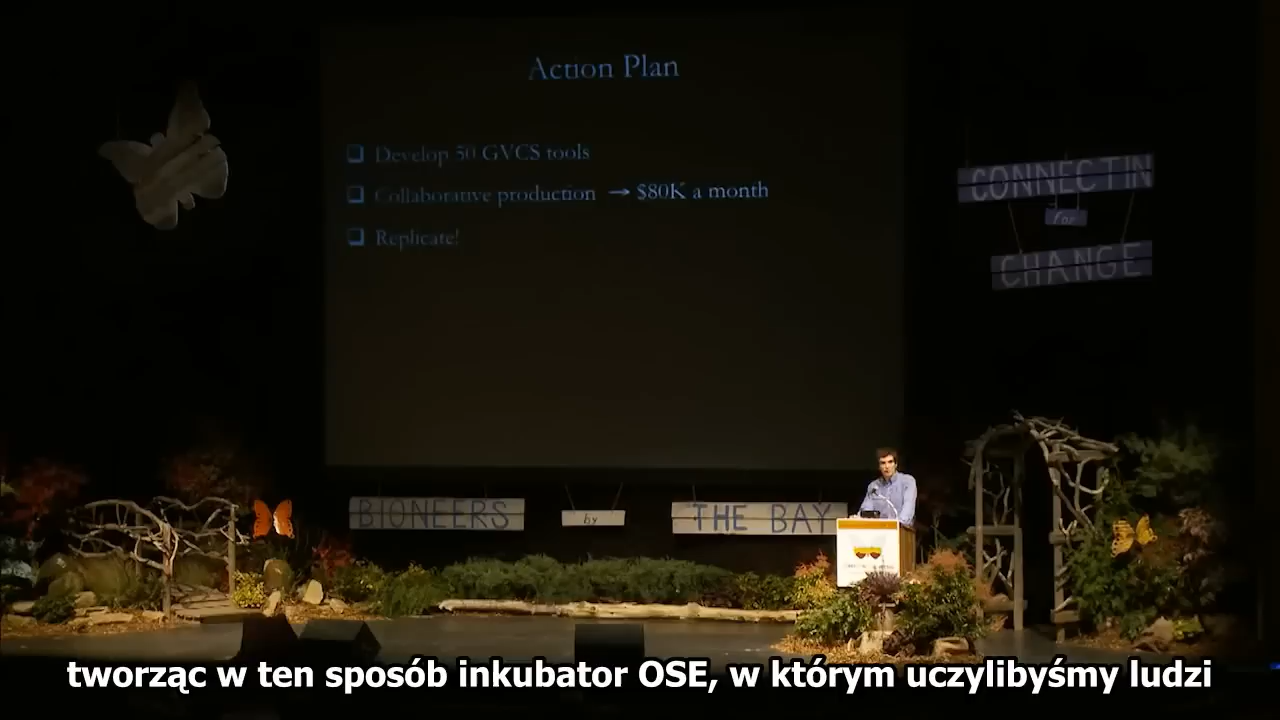 Action Plan
Develop 50 GVCS tools
Collaborative production → $80K a month
Replicate!
CONNECTIN
for
CHANGE
BIONEERS
by
THE BAY
tworząc w ten sposób inkubator OSE, w którym uczylibyśmy ludzi